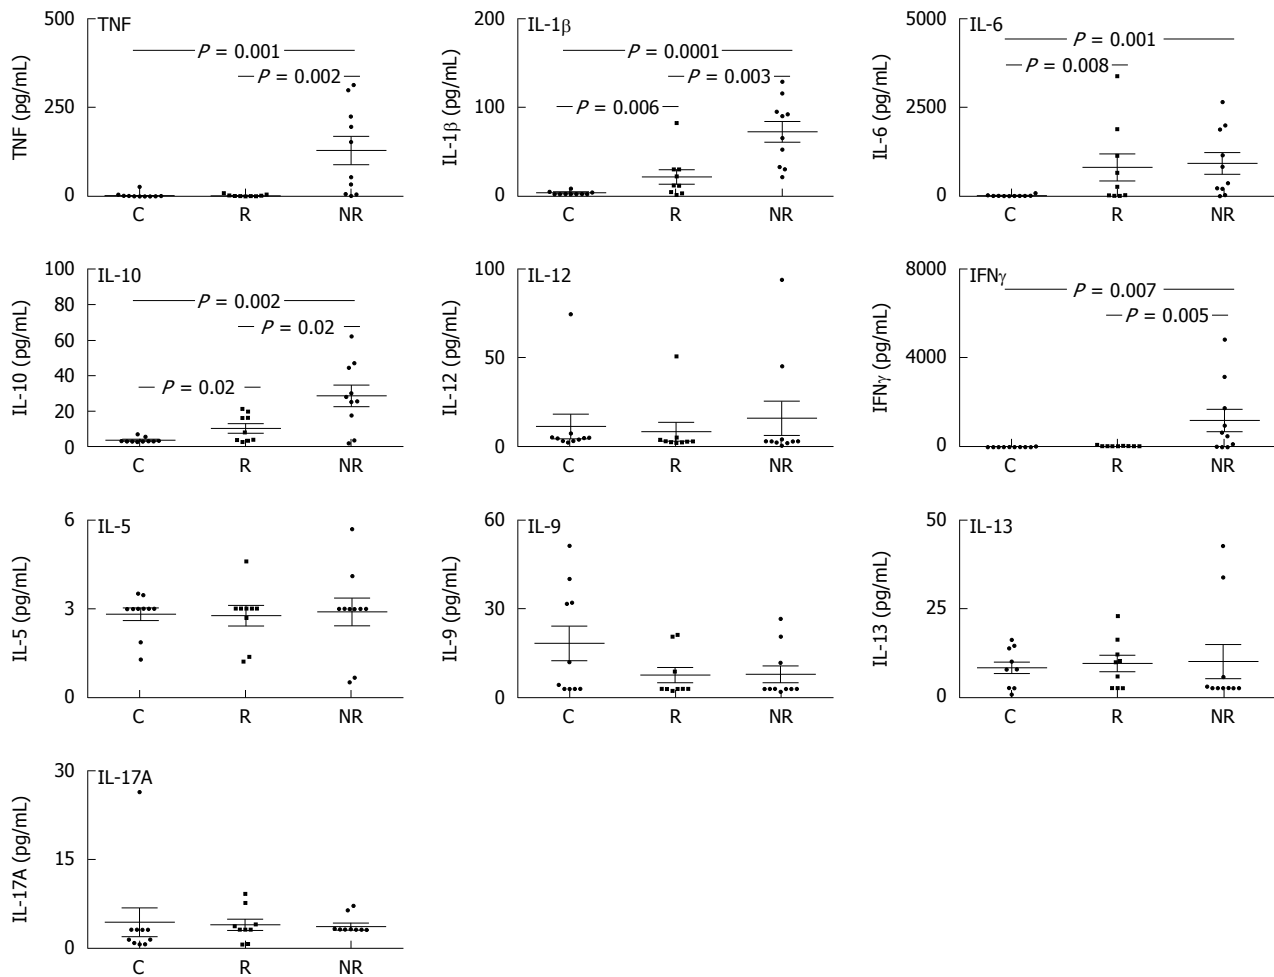 TNF
TNF (pg/mL)
500
250
0
P = 0.001
P = 0.002
C R NR
IL-1β
IL-1β (pg/mL)
200
100
0
P = 0.0001
P = 0.003
P = 0.006
C R NR
IL-6
IL-6 (pg/mL)
5000
2500
0
P = 0.001
P = 0.008
C R NR
IL-10
IL-10 (pg/mL)
100
80
60
40
20
0
P = 0.002
P = 0.02
P = 0.02
C R NR
IL-12
IL-12 (pg/mL)
100
50
0
C R NR
IFNγ
IFNγ (pg/mL)
8000
4000
0
P = 0.007
P = 0.005
C R NR
IL-5
IL-5 (pg/mL)
6
3
0
C R NR
IL-9
IL-9 (pg/mL)
60
30
0
C R NR
IL-13
IL-13 (pg/mL)
50
25
0
C R NR
IL-17A
IL-17A (pg/mL)
30
15
0
C R NR